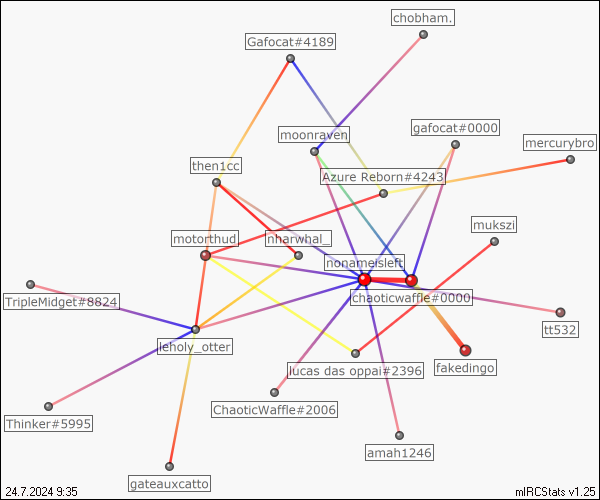 chobham.
Gafocat#4189
moonraven
gafocat#0000
mercurybro
then1cc
Azure Reborn#4243
mukszi
motorthud
nharwhal_
nonameisleft
chaoticwaffle#0000
TripleMidget#8824
tt532
leholy_otter
lucas das oppai#2396
fakedingo
ChaoticWaffle#2006
Thinker#5995
amah1246
gateauxcatto
24.7.2024 9:35
mIRCStats v1.25